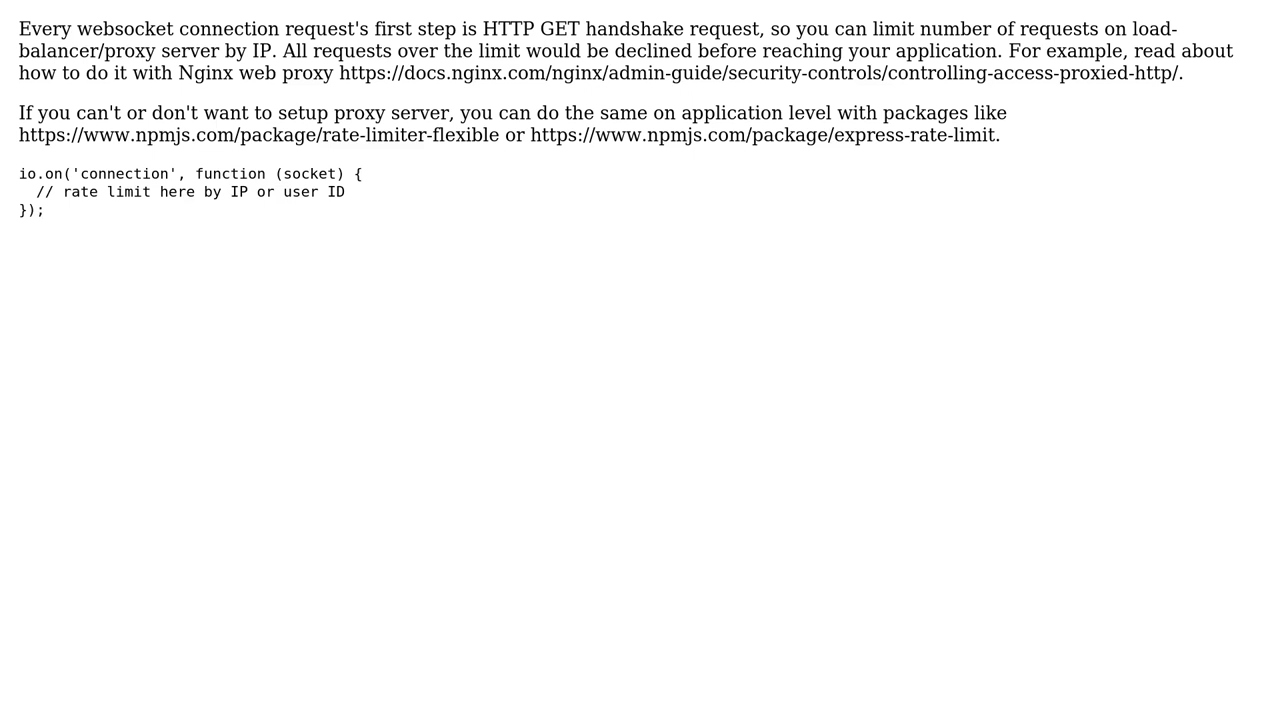 Every websocket connection request's first step is HTTP GET handshake request, so you can limit number of requests on load-
balancer/proxy server by IP. All requests over the limit would be declined before reaching your application. For example, read about
how to do it with Nginx web proxy https://docs.nginx.com/nginx/admin-guide/security-controls/controlling-access-proxied-http/.
If you can't or don't want to setup proxy server, you can do the same on application level with packages like
https://www.npmjs.com/package/rate-limiter-flexible or https://www.npmjs.com/package/express-rate-limit.
io.on('connection', function (socket) {
  // rate limit here by IP or user ID
});